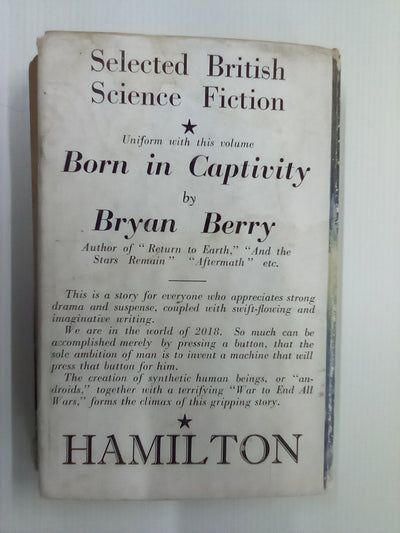 Selected British
Science Fiction
★
Uniform with this volume
Born in Captivity
by
Bryan Berry
Author of "Return to Earth," "And the
Stars Remain" "Aftermath" etc.
This is a story for everyone who appreciates strong
drama and suspense, coupled with swift-flowing and
imaginative writing.
We are in the world of 2018. So much can be
accomplished merely by pressing a button, that
the sole ambition of man is to invent a machine that will
press that button for him.
The creation of synthetic human beings, or "an-
droids," together with a terrifying "War to End All
Wars," forms the climax of this gripping story.
★
HAMILTON